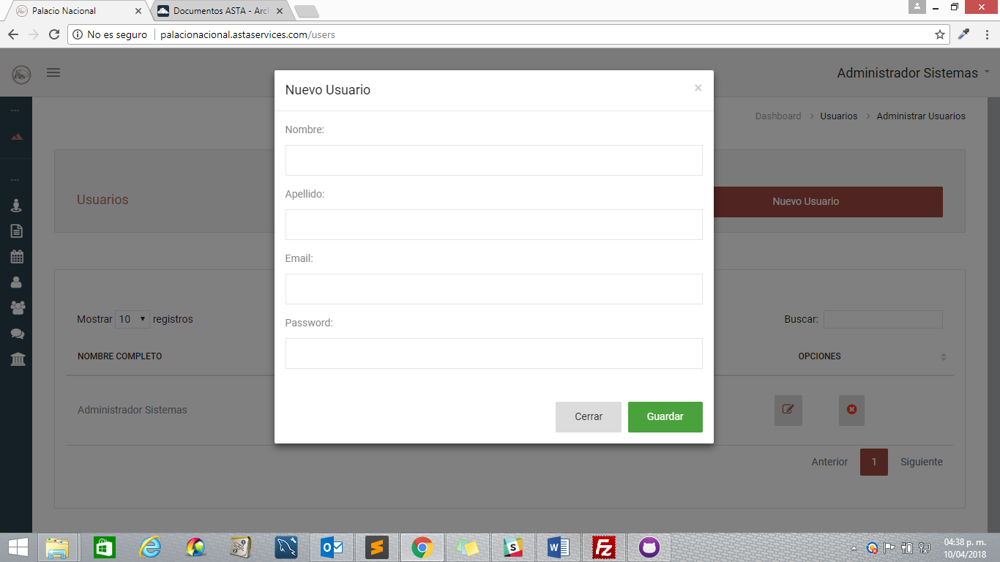 Palacio Nacional
Documentos ASTA - Arch
No es seguro
palacionacional.astaservices.com/users
Administrador Sistemas
Dashboard > Usuarios > Administrar Usuarios
Usuarios
Nuevo Usuario
Nuevo Usuario
Nombre:
Apellido:
Email:
Password:
Cerrar
Guardar
Mostrar 10 registros
Buscar:
NOMBRE COMPLETO
OPCIONES
Administrador Sistemas
Anterior 1 Siguiente
04:38 p. m.
10/04/2018